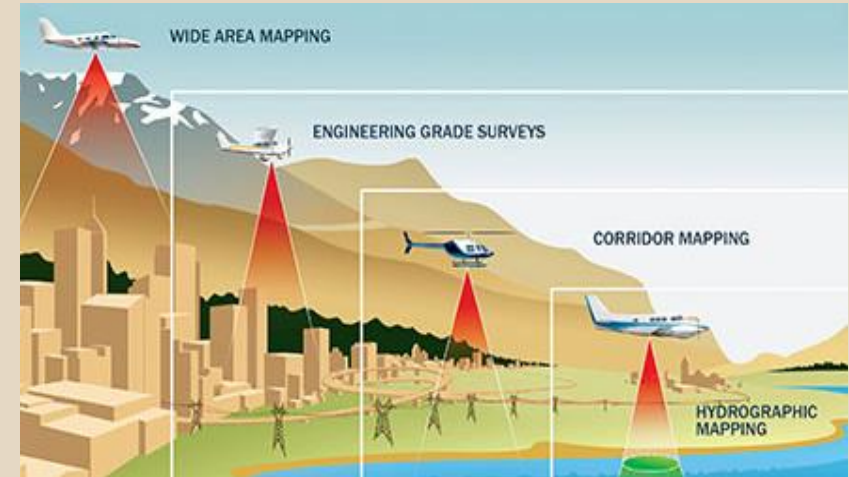 WIDE AREA MAPPING
ENGINEERING GRADE SURVEYS
CORRIDOR MAPPING
HYDROGRAPHIC
MAPPING